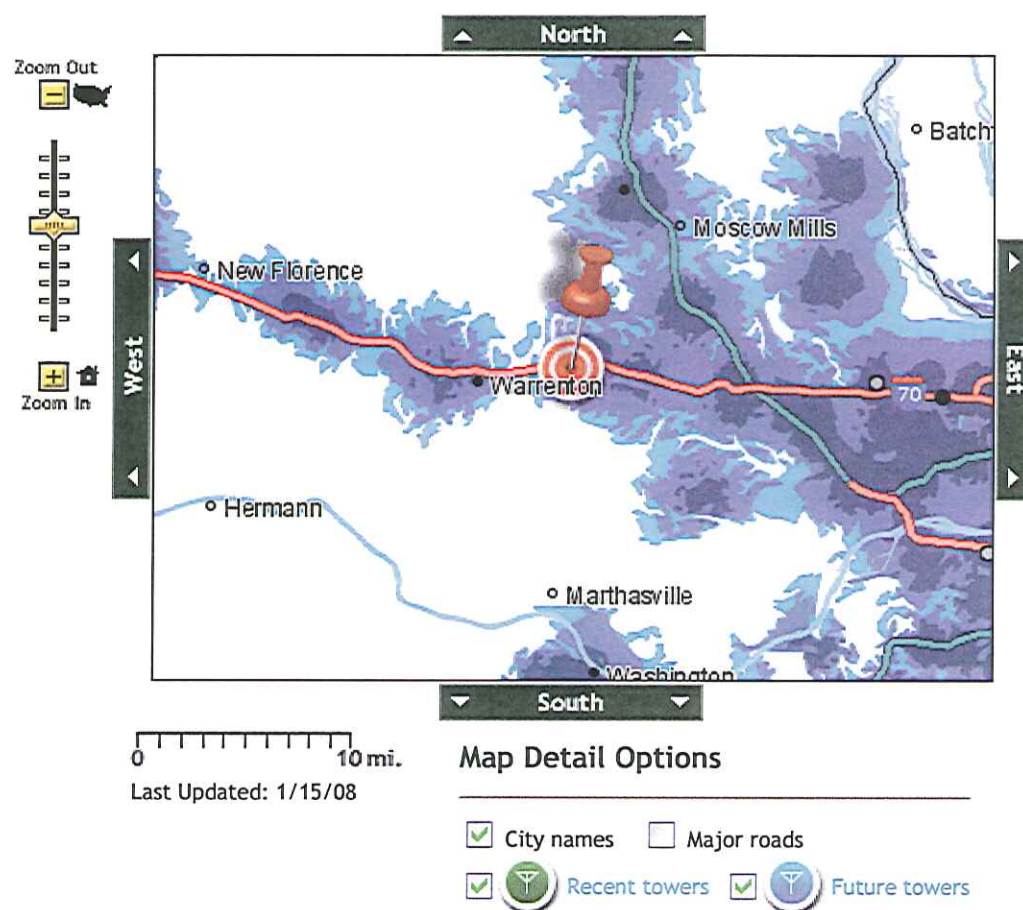 North
Zoom Out
Batch
Moscow Mills
New Florence
West
East
Zoom In
Warrenton
70
Hermann
Marthasville
Washington
South
0 10 mi.
Last Updated: 1/15/08
Map Detail Options
City names Major roads
Recent towers Future towers